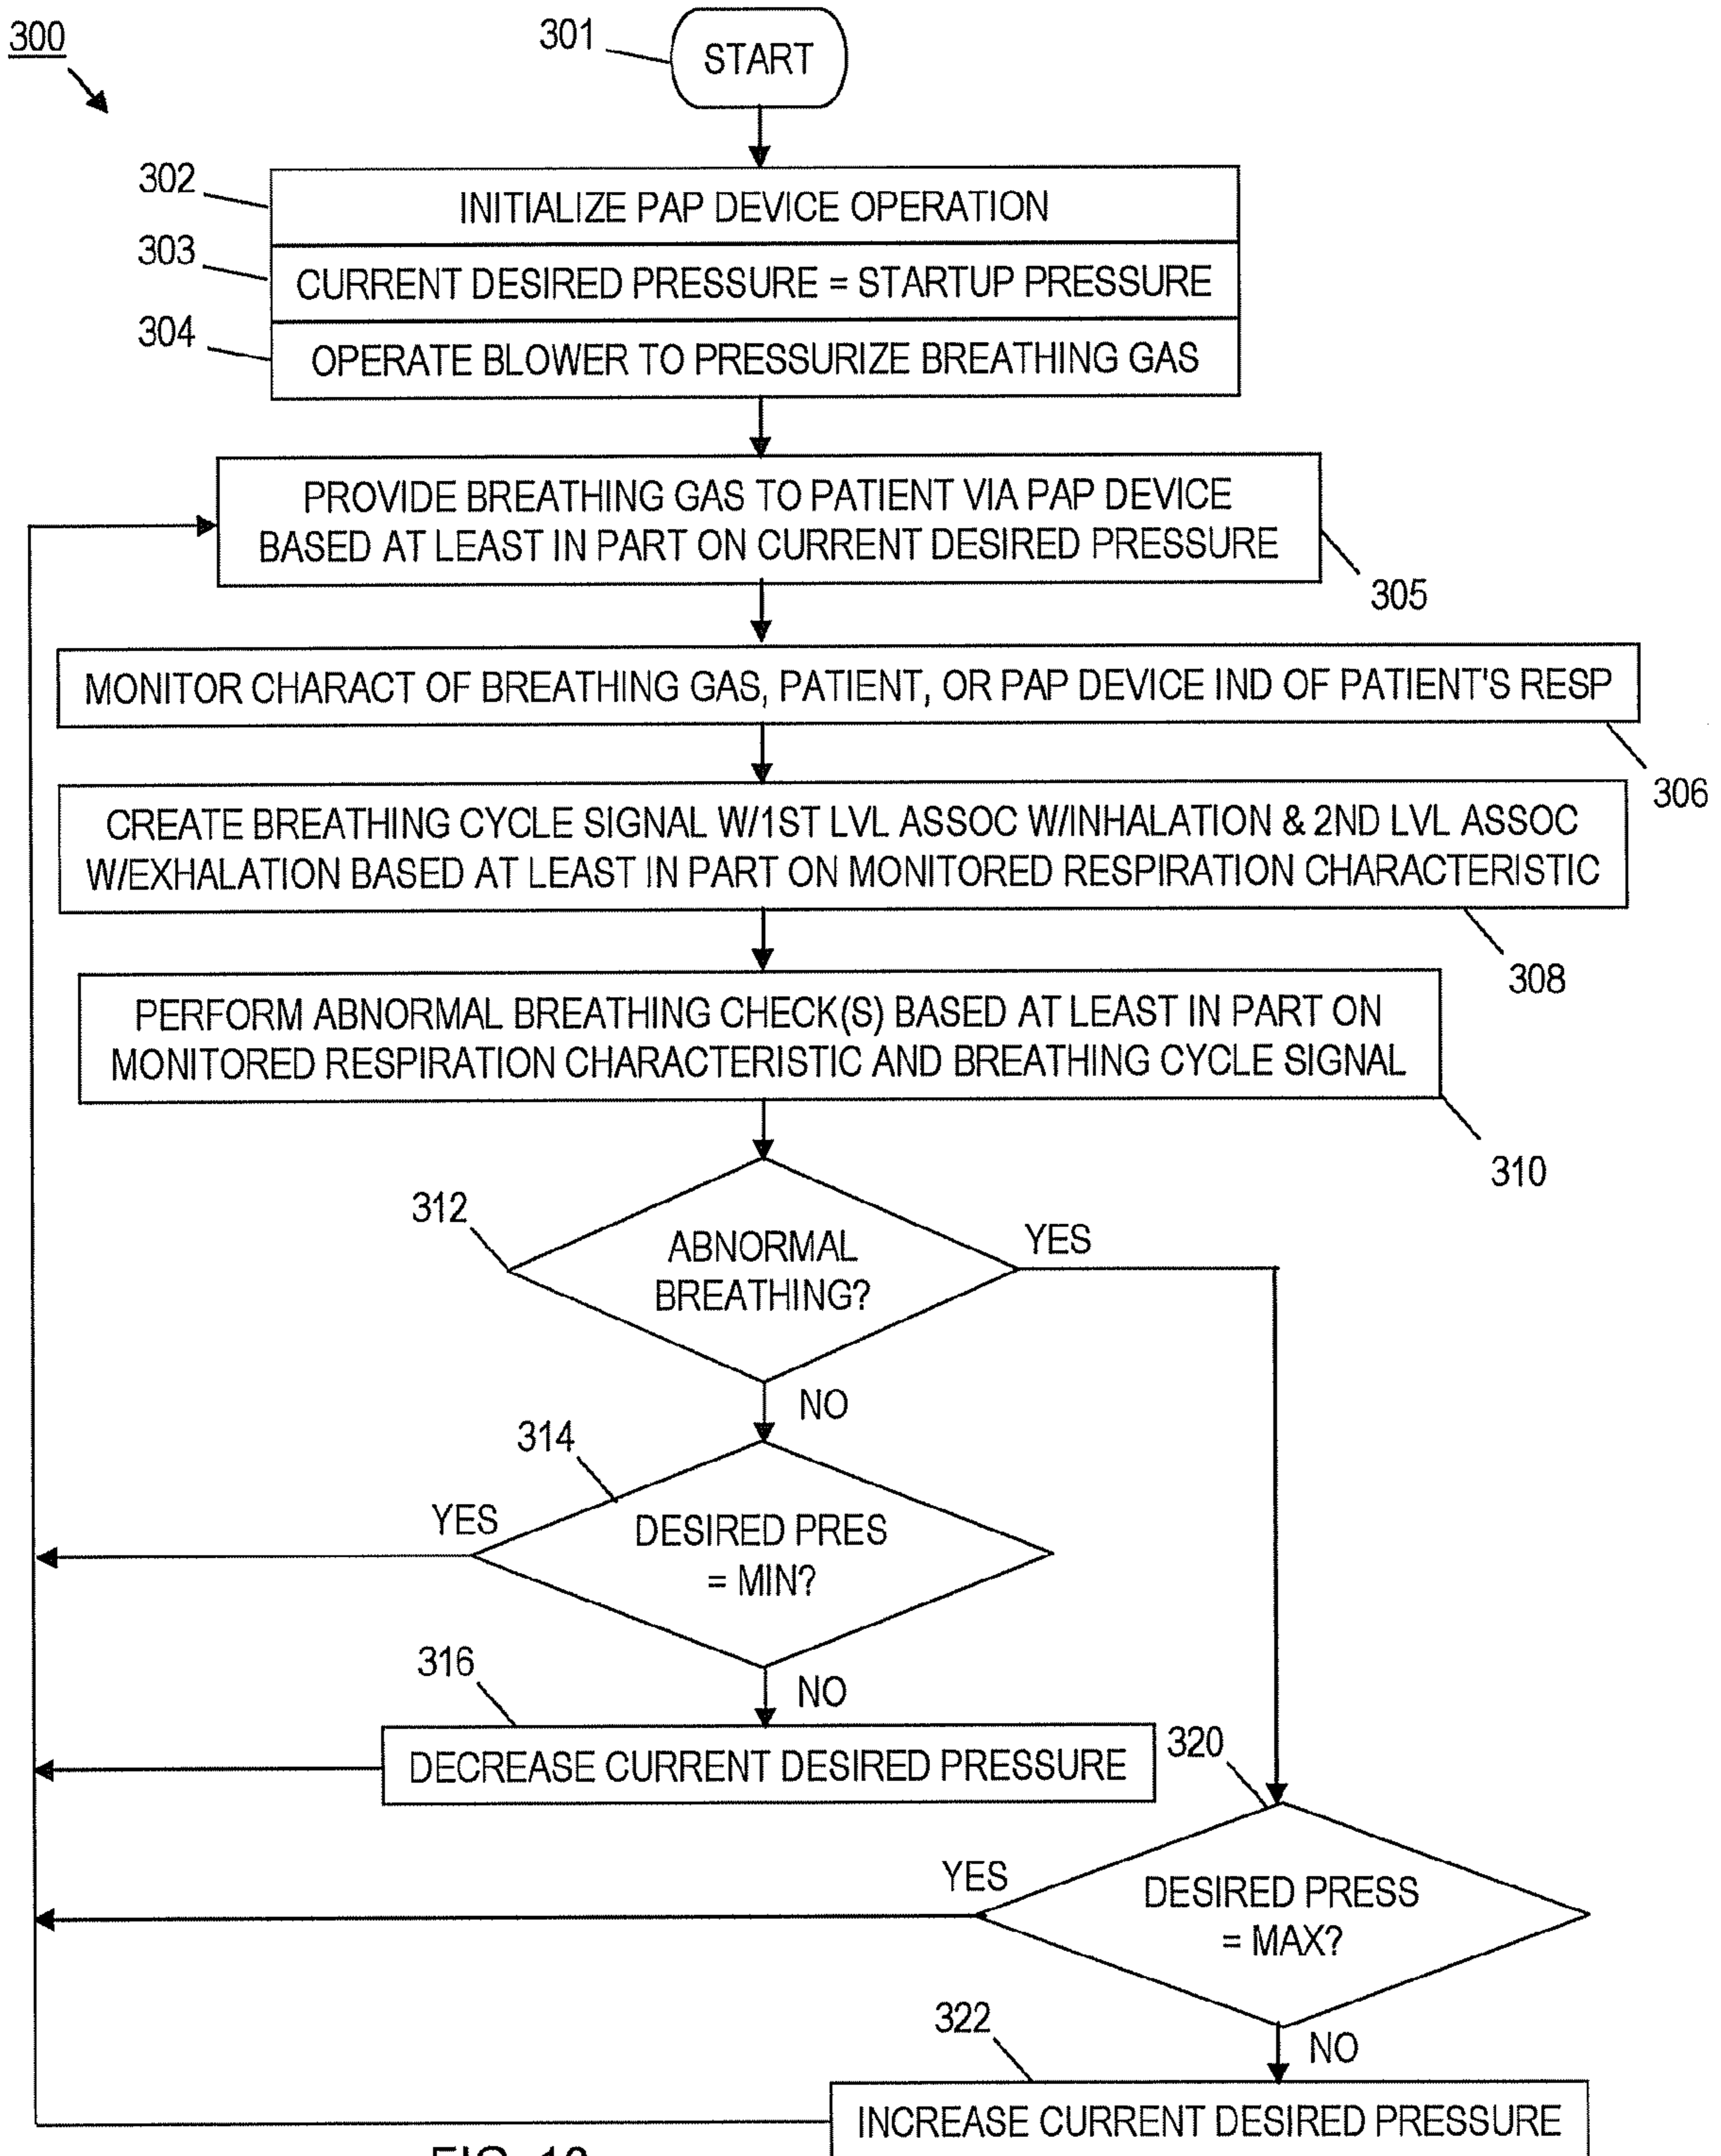 300
301
START
302
INITIALIZE PAP DEVICE OPERATION
303
CURRENT DESIRED PRESSURE = STARTUP PRESSURE
304
OPERATE BLOWER TO PRESSURIZE BREATHING GAS
PROVIDE BREATHING GAS TO PATIENT VIA PAP DEVICE
BASED AT LEAST IN PART ON CURRENT DESIRED PRESSURE
305
MONITOR CHARACT OF BREATHING GAS, PATIENT, OR PAP DEVICE IND OF PATIENT'S RESP
306
CREATE BREATHING CYCLE SIGNAL W/1ST LVL ASSOC W/INHALATION & 2ND LVL ASSOC
W/EXHALATION BASED AT LEAST IN PART ON MONITORED RESPIRATION CHARACTERISTIC
308
PERFORM ABNORMAL BREATHING CHECK(S) BASED AT LEAST IN PART ON
MONITORED RESPIRATION CHARACTERISTIC AND BREATHING CYCLE SIGNAL
310
312
ABNORMAL
BREATHING?
YES
NO
314
YES
DESIRED PRES
= MIN?
316
NO
DECREASE CURRENT DESIRED PRESSURE
320
YES
DESIRED PRESS
= MAX?
322
NO
INCREASE CURRENT DESIRED PRESSURE